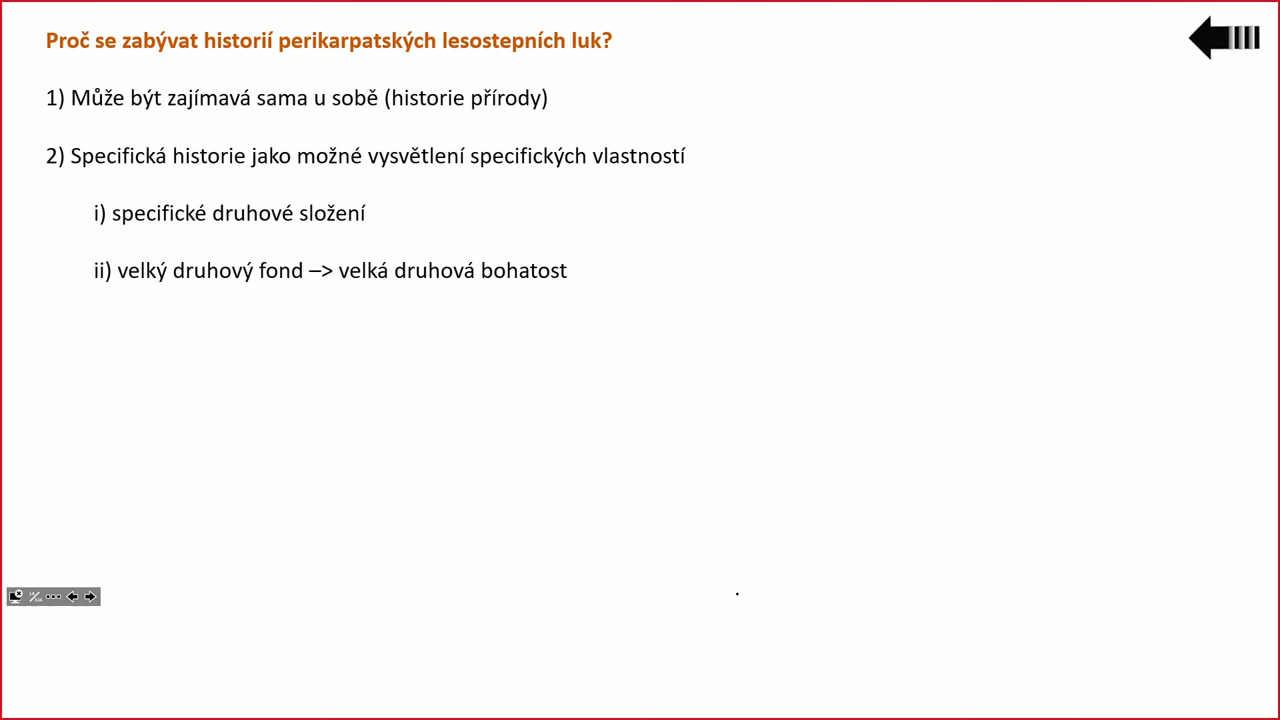 Proč se zabývat historií perikarpatských lesostepních luk?
1) Může být zajímavá sama u sobě (historie přírody)
2) Specifická historie jako možné vysvětlení specifických vlastností
i) specifické druhové složení
ii) velký druhový fond –> velká druhová bohatost